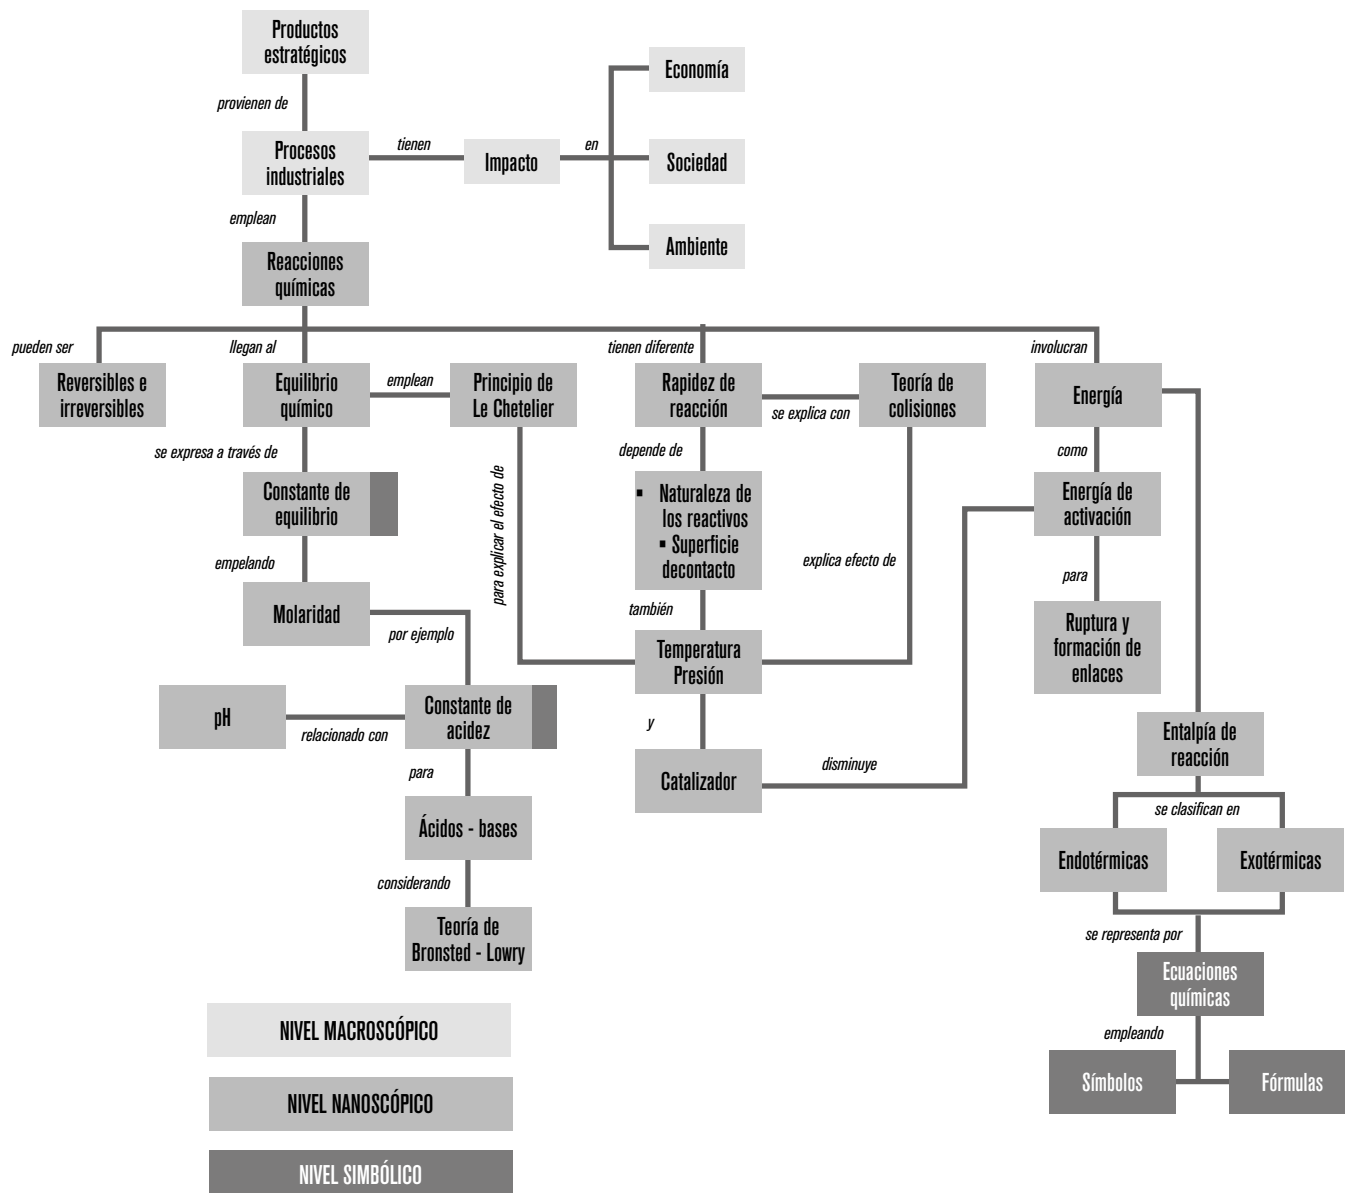 Productos
estratégicos
provienen de
Procesos
industriales
tienen
Impacto
en
Economía
Sociedad
Ambiente
emplean
Reacciones
químicas
pueden ser
Reversibles e
irreversibles
llegan al
Equilibrio
químico
emplean
Principio de
Le Chetelier
tienen diferente
Rapidez de
reacción
se explica con
Teoría de
colisiones
involucran
Energía
se expresa a través de
Constante de
equilibrio
empelando
Molaridad
por ejemplo
para explicar el efecto de
depende de
▪ Naturaleza de
los reactivos
▪ Superficie
decontacto
explica efecto de
también
Temperatura
Presión
y
Catalizador
disminuye
como
Energía de
activación
para
Ruptura y
formación de
enlaces
pH
relacionado con
Constante de
acidez
para
Ácidos - bases
considerando
Teoría de
Bronsted - Lowry
Entalpía de
reacción
se clasifican en
Endotérmicas
Exotérmicas
se representa por
Ecuaciones
químicas
empleando
Símbolos
Fórmulas
NIVEL MACROSCÓPICO
NIVEL NANOSCÓPICO
NIVEL SIMBÓLICO